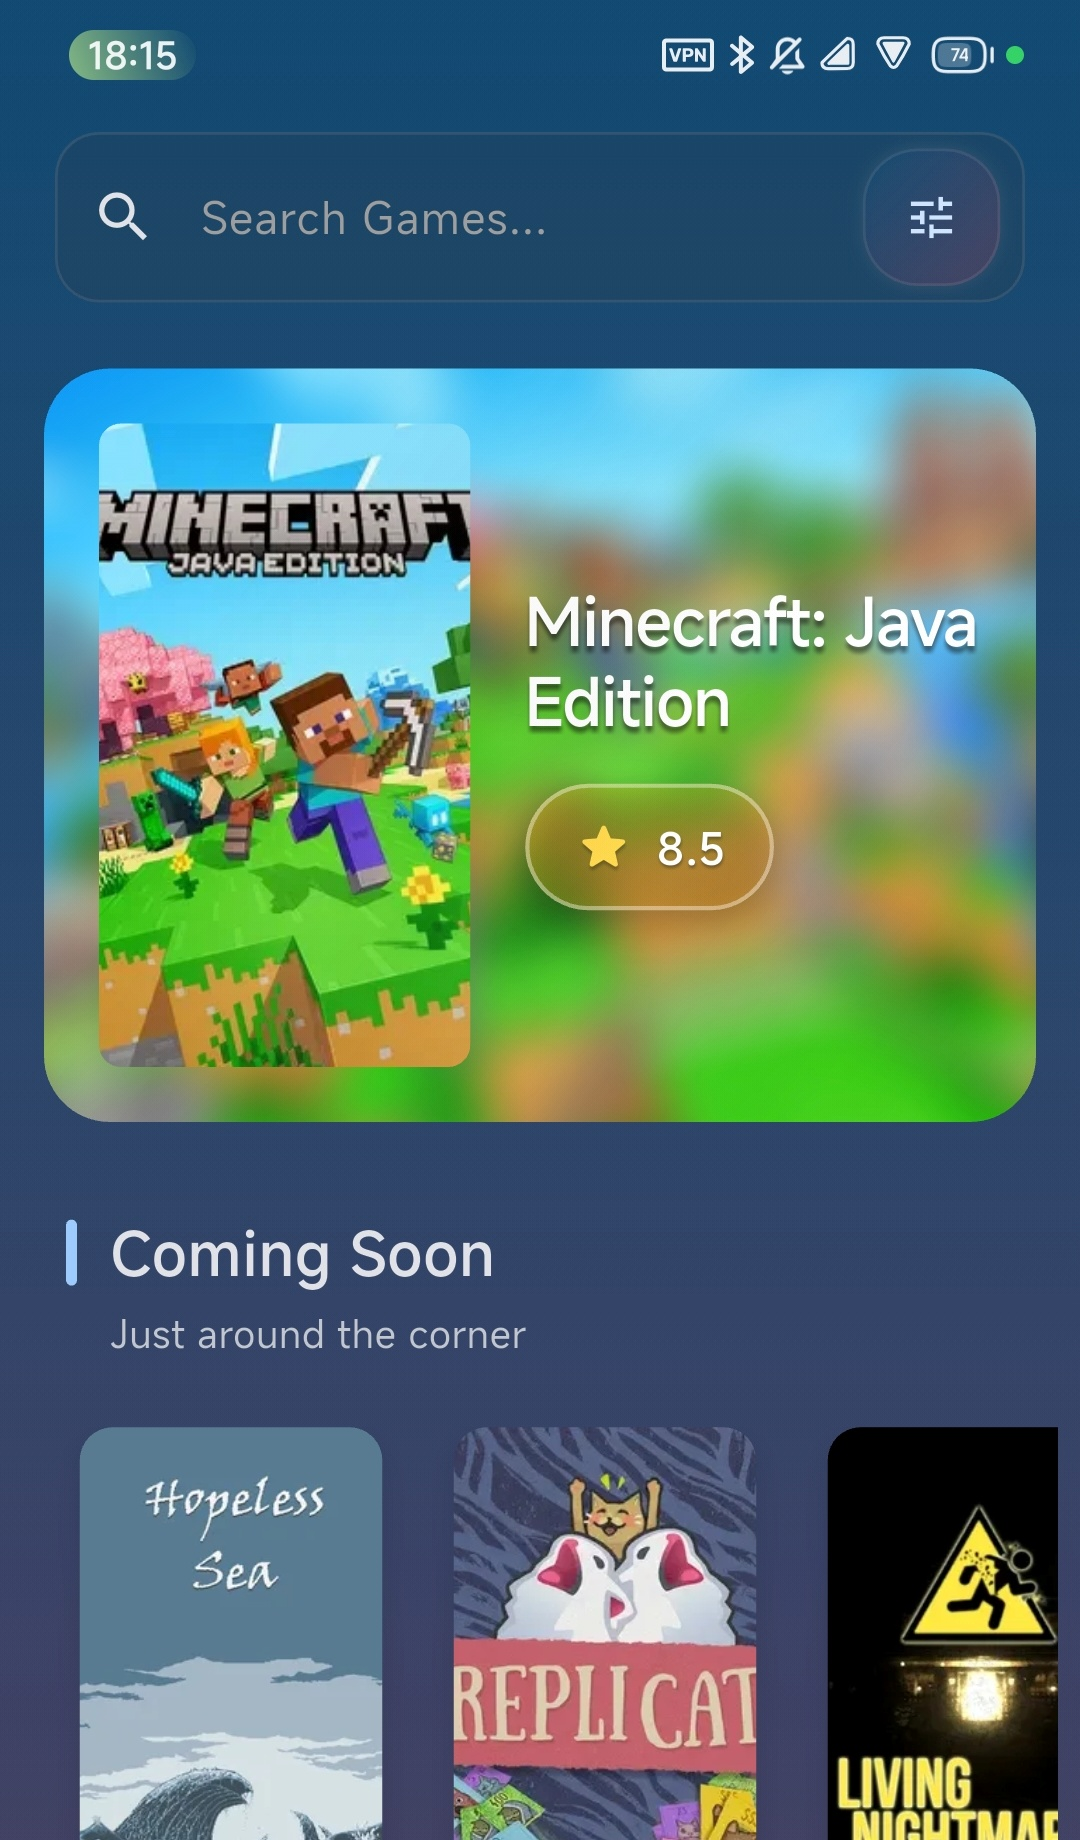 18:15
VPN
74
Search Games...
MINECRAFT
JAVA EDITION
Minecraft: Java
Edition
8.5
Coming Soon
Just around the corner
Hopeless
Sea
REPLICAT
LIVING
NIGHTMAR